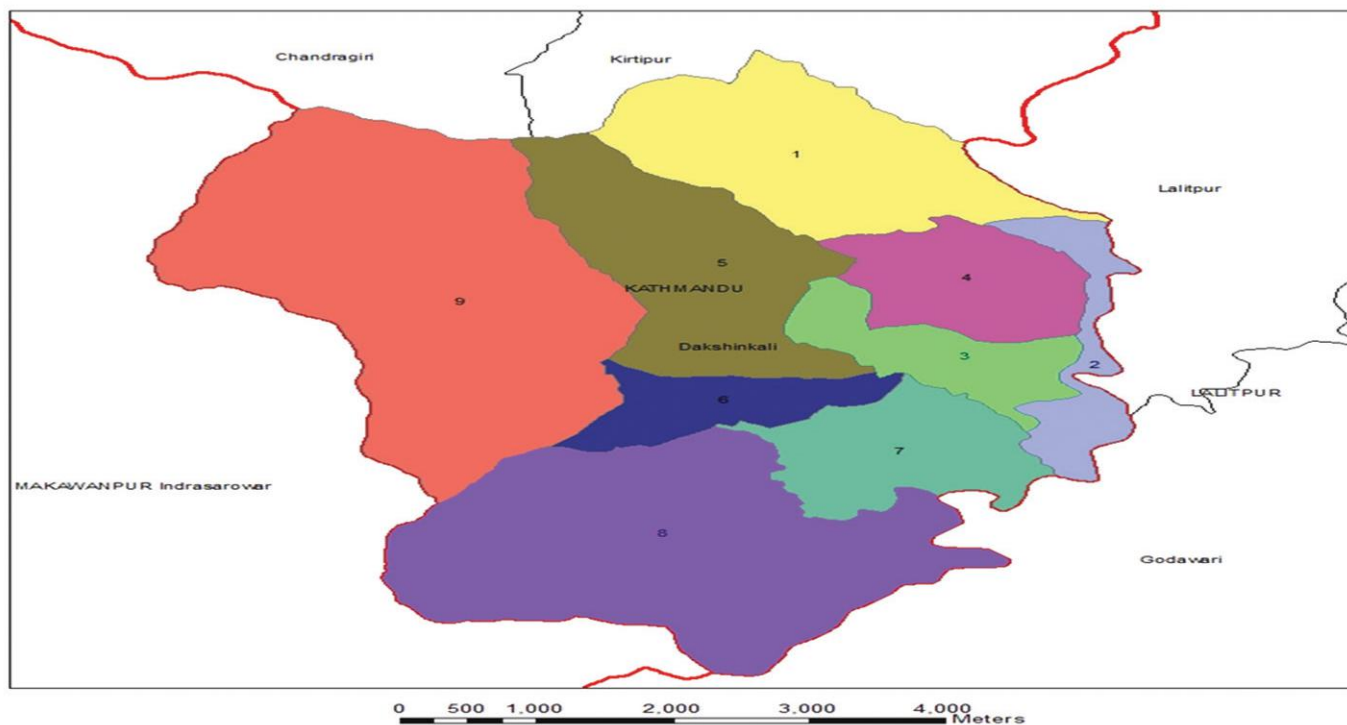 Chandragiri
Kirtipur
1
Lalitpur
5
4
KATHMANDU
9
Dakshinkali
3
2
LALITPUR
6
7
MAKAWANPUR Indrasarowar
8
Godawari
0 500 1,000 2,000 3,000 4,000
Meters